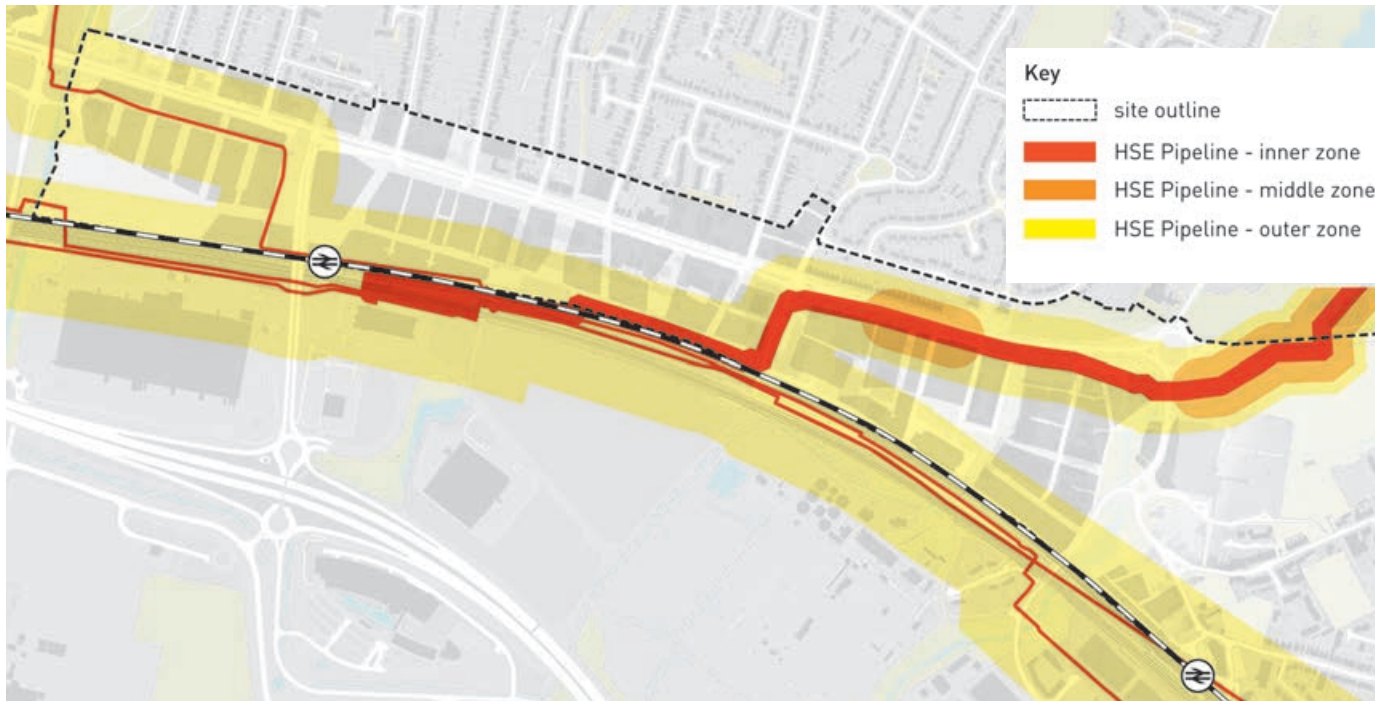 Key
site outline
HSE Pipeline - inner zone
HSE Pipeline - middle zone
HSE Pipeline - outer zone